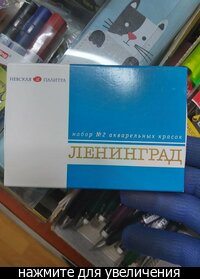 НЕВСКАЯ ПАЛИТРА
набор №2 акварельных красок
ЛЕНИНГРАД
нажмите для увеличения